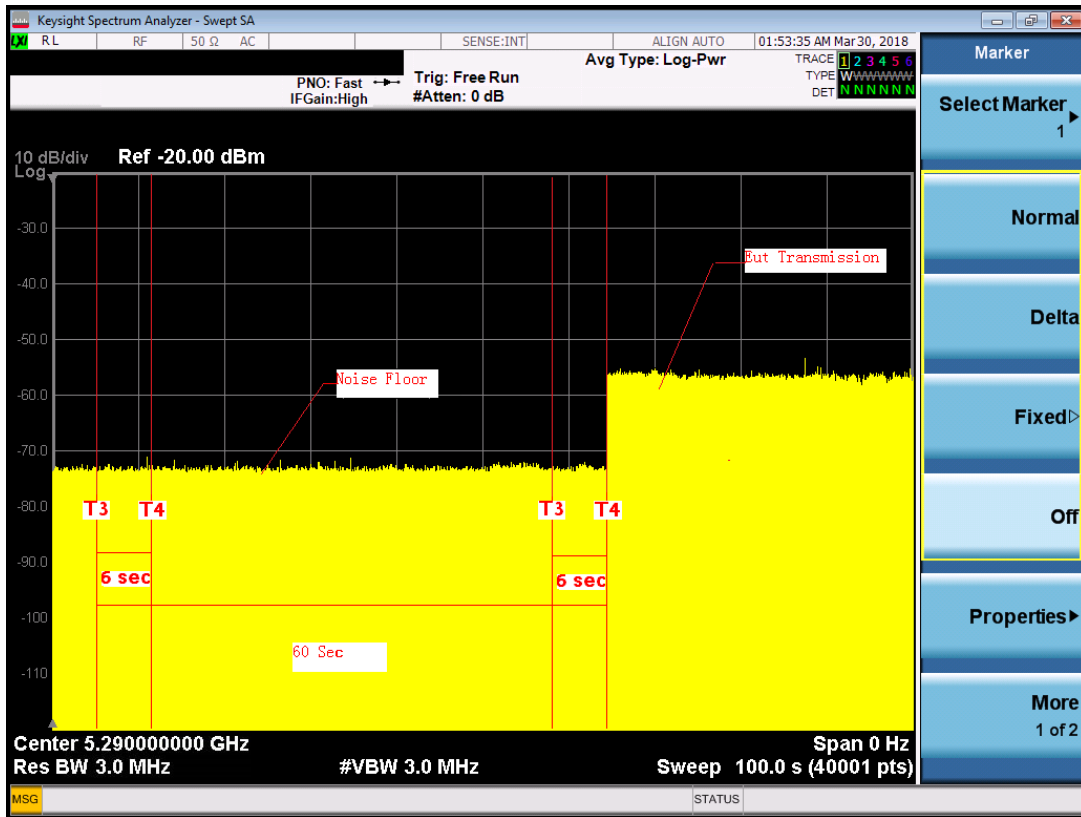 Keysight Spectrum Analyzer - Swept SA
LXI RL RF 50 Ω AC SENSE:INT ALIGN AUTO 01:53:35 AM Mar 30, 2018
Avg Type: Log-Pwr
TRACE 1 2 3 4 5 6
TYPE WWWWWWW
DET N N N N N N
PNO: Fast
IFGain:High
Trig: Free Run
#Atten: 0 dB
10 dB/div Ref -20.00 dBm
Log
-30.0
-40.0
-50.0
-60.0
-70.0
-80.0
-90.0
-100
-110
Eut Transmission
Noise Floor
T3 T4 T3 T4
6 sec 6 sec
60 Sec
Center 5.290000000 GHz Span 0 Hz
Res BW 3.0 MHz #VBW 3.0 MHz Sweep 100.0 s (40001 pts)
MSG STATUS
Marker
Select Marker
1
Normal
Delta
Fixed
Off
Properties
More
1 of 2